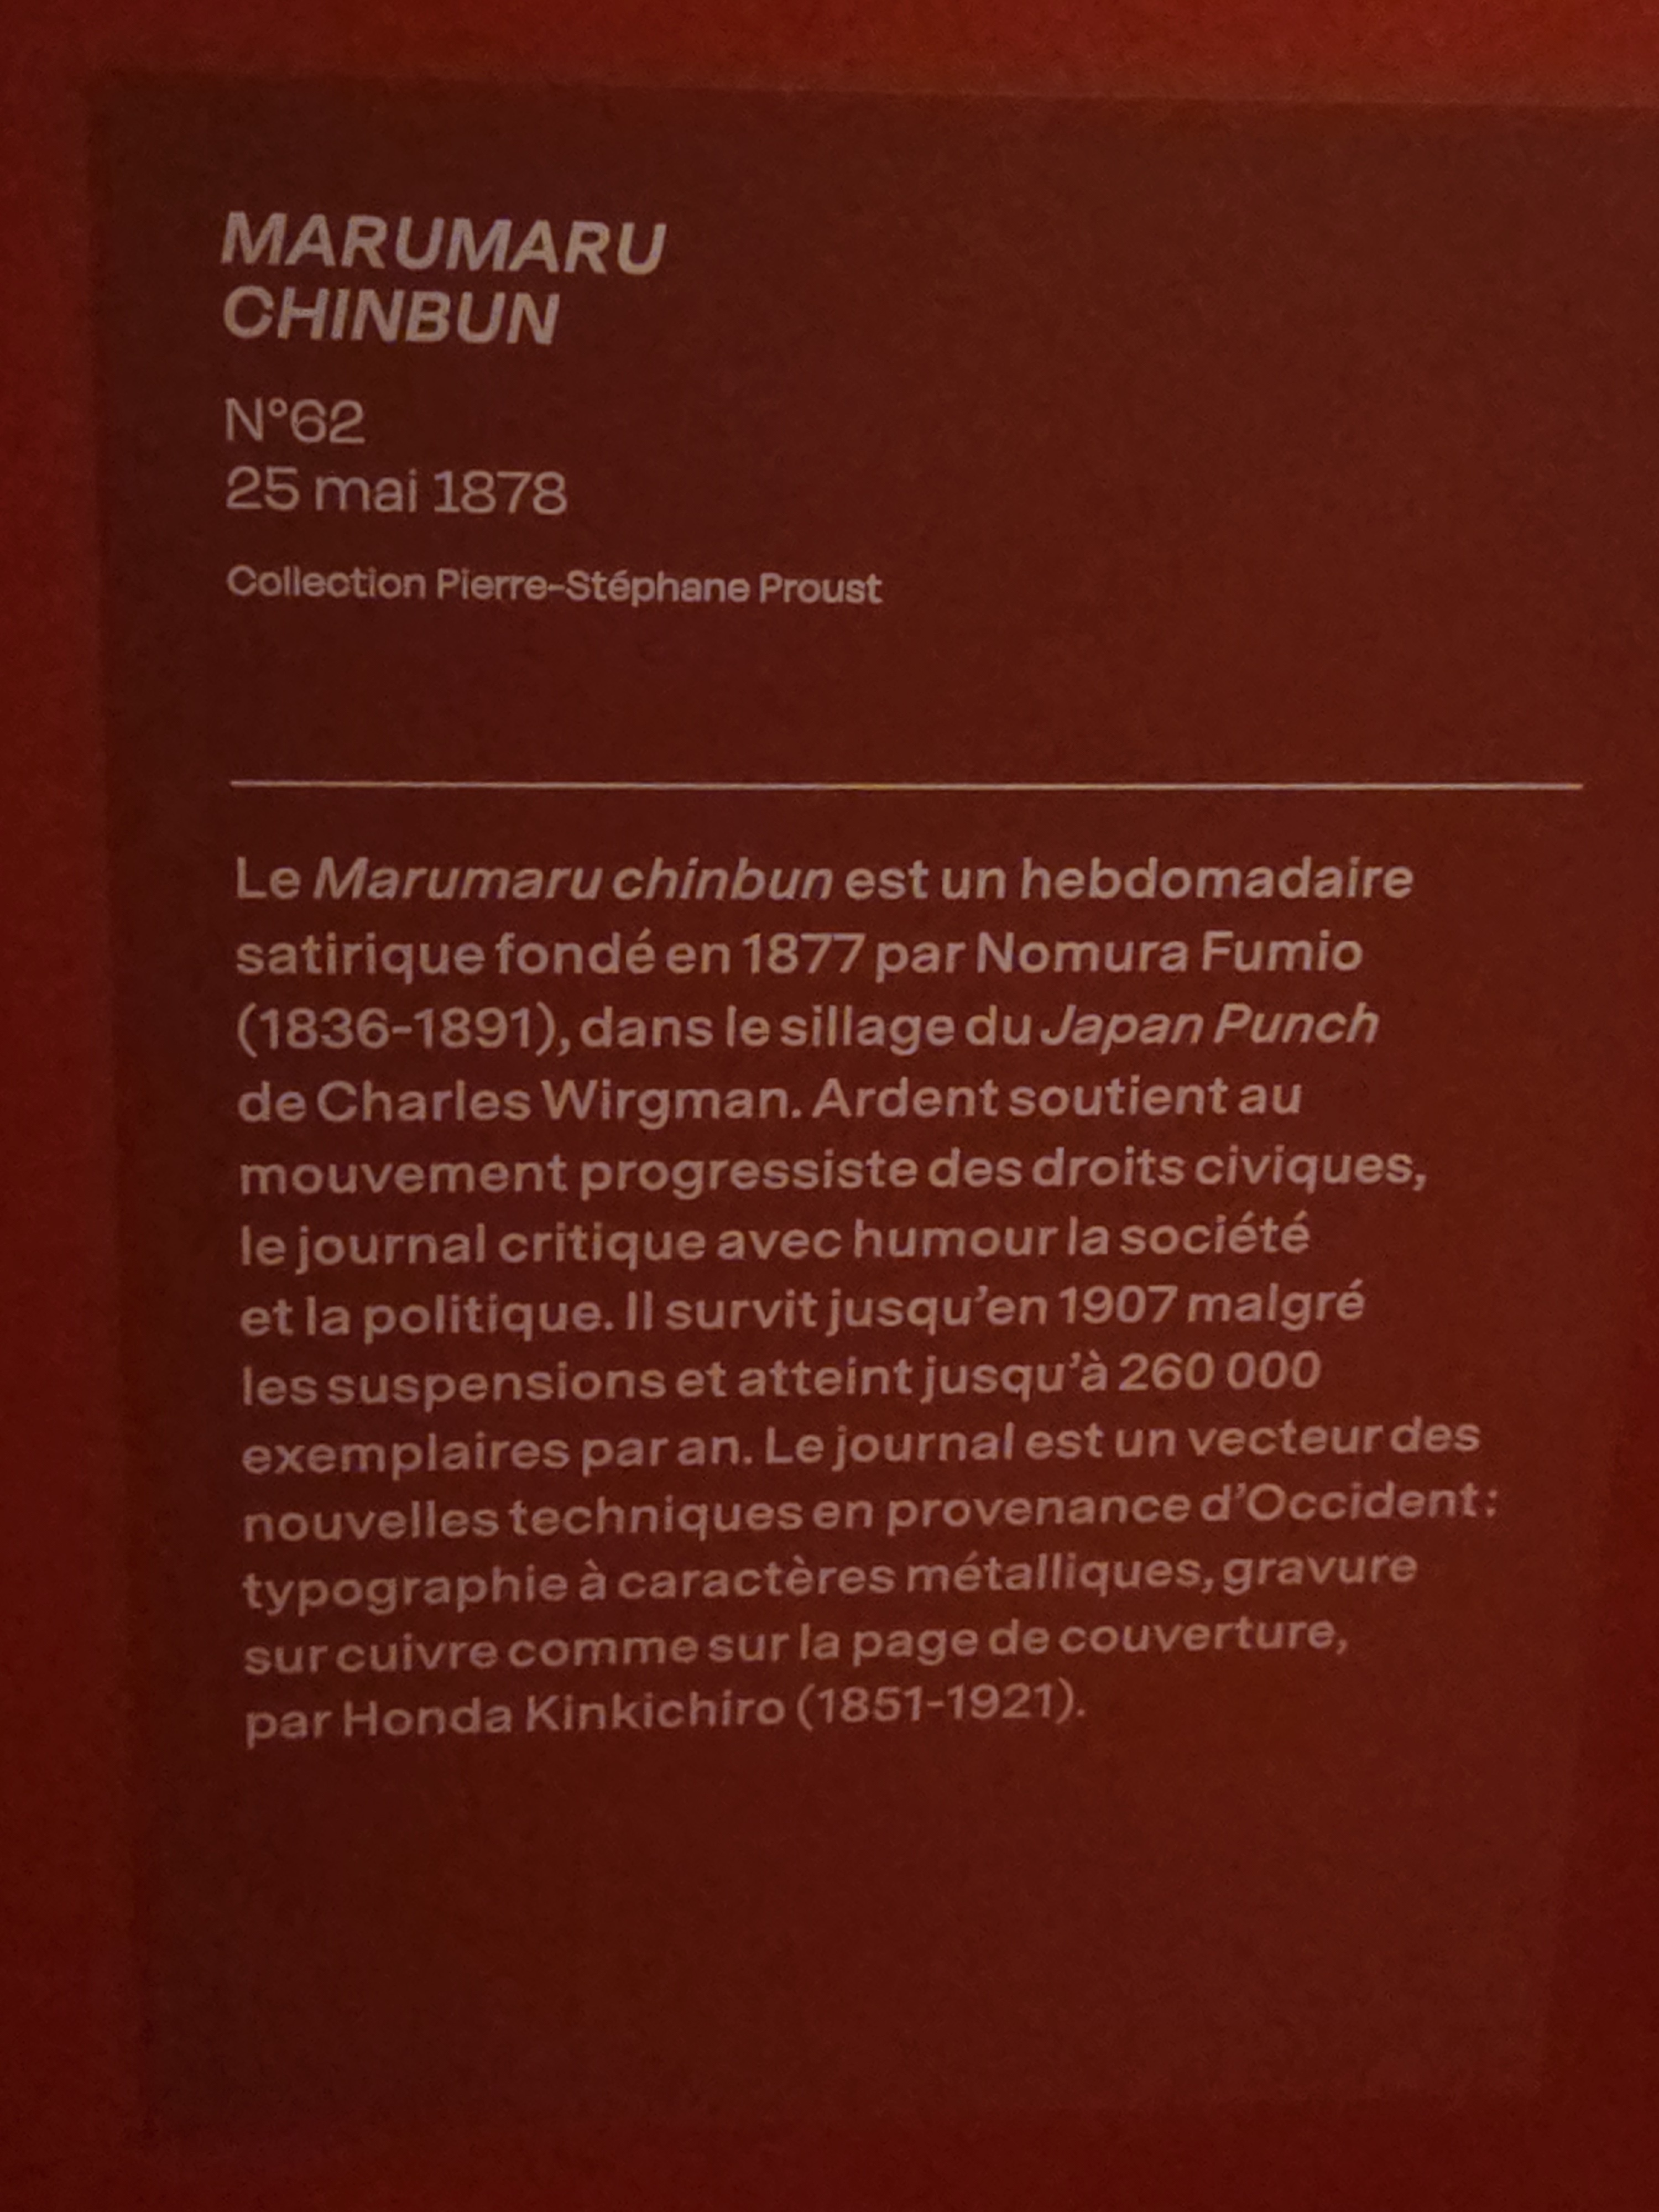 MARUMARU
CHINBUN
N°62
25 mai 1878
Collection Pierre-Stéphane Proust
Le Marumaru chinbun est un hebdomadaire
satirique fondé en 1877 par Nomura Fumio
(1836-1891), dans le sillage du Japan Punch
de Charles Wirgman. Ardent soutient au
mouvement progressiste des droits civiques,
le journal critique avec humour la société
et la politique. Il survit jusqu’en 1907 malgré
les suspensions et atteint jusqu’à 260 000
exemplaires par an. Le journal est un vecteur des
nouvelles techniques en provenance d’Occident :
typographie à caractères métalliques, gravure
sur cuivre comme sur la page de couverture,
par Honda Kinkichiro (1851-1921).